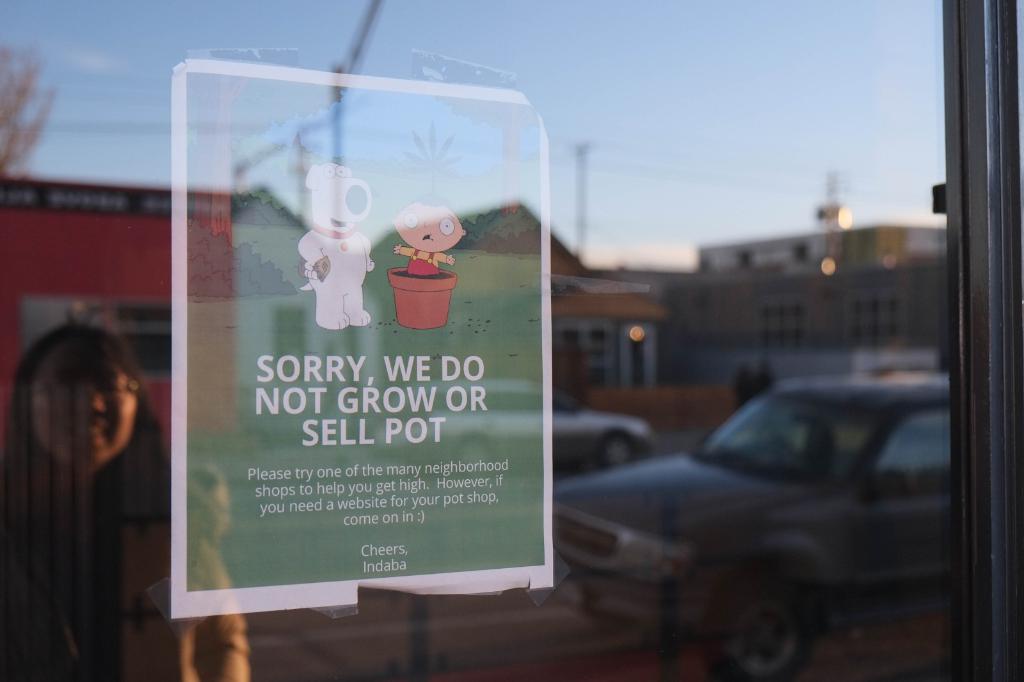 SORRY, WE DO
NOT GROW OR
SELL POT
Please try one of the many neighborhood
shops to help you get high. However, if
you need a website for your pot shop,
come on in :)
Cheers,
Indaba